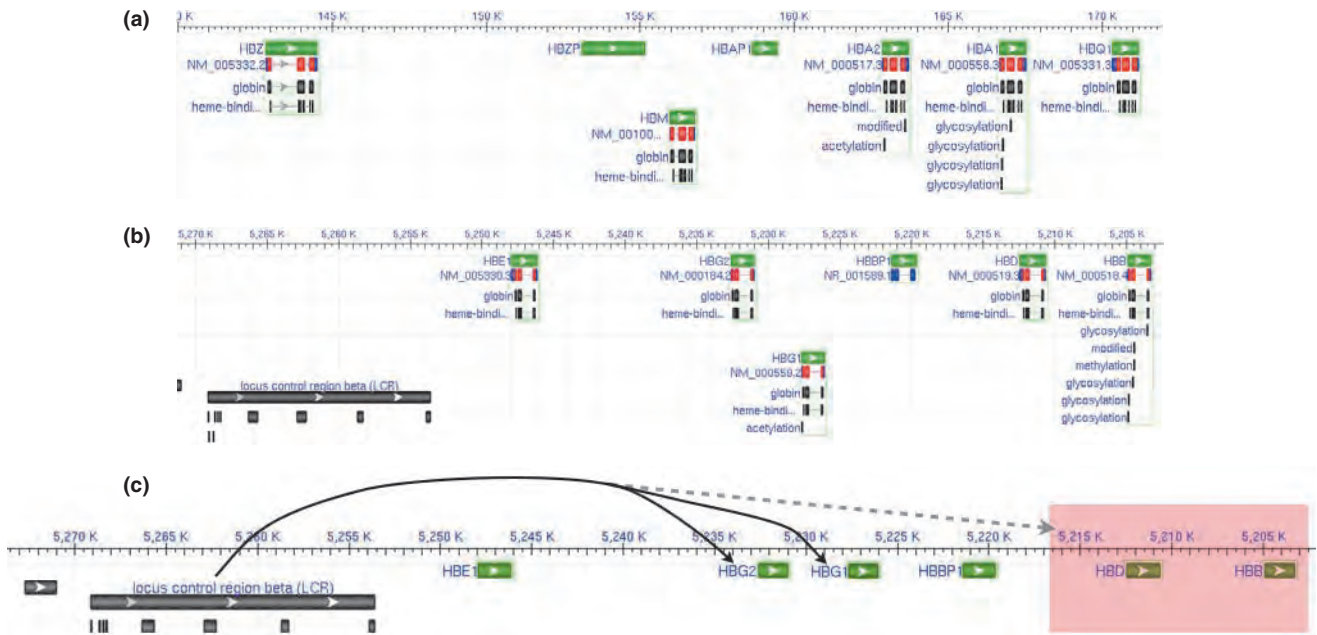 (a)
0 K 145 K 150 K 155 K 160 K 165 K 170 K
HBZ HBZP HBAP1 HBA2 HBA1 HBQ1
NM_005332.2 NM_000517.3 NM_000558.3 NM_005331.3
globin globin globin globin
heme-bindi... heme-bindi... heme-bindi... heme-bindi...
HBM modified glycosylation
NM_00100... acetylation glycosylation
globin glycosylation
heme-bindi... glycosylation
(b)
5,270 K 5,265 K 5,260 K 5,255 K 5,250 K 5,245 K 5,240 K 5,235 K 5,230 K 5,225 K 5,220 K 5,215 K 5,210 K 5,205 K
HBE1 HBG2 HBBP1 HBD HBB
NM_005330.3 NM_000184.2 NR_001589.1 NM_000519.3 NM_000518.4
globin globin globin globin
heme-bindi... heme-bindi... heme-bindi... heme-bindi...
glycosylation
modified
HBG1 methylation
NM_000559.2 glycosylation
locus control region beta (LCR) globin glycosylation
heme-bindi... glycosylation
acetylation
(c)
5,270 K 5,265 K 5,260 K 5,255 K 5,250 K 5,245 K 5,240 K 5,235 K 5,230 K 5,225 K 5,220 K 5,215 K 5,210 K 5,205 K
HBE1 HBG2 HBG1 HBBP1 HBD HBB
locus control region beta (LCR)